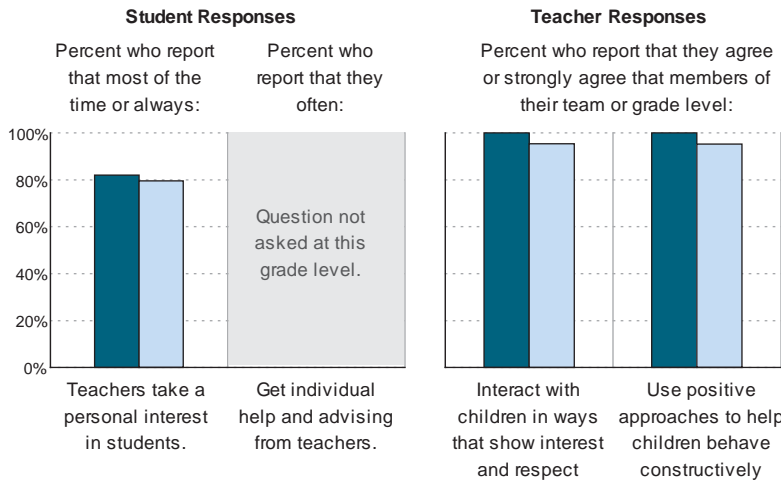 Student Responses
Percent who report
that most of the
time or always:
Percent who
report that they
often:
100%
80%
60%
40%
20%
0%
Question not
asked at this
grade level.
Teachers take a
personal interest
in students.
Get individual
help and advising
from teachers.
Teacher Responses
Percent who report that they agree
or strongly agree that members of
their team or grade level:
Interact with
children in ways
that show interest
and respect
Use positive
approaches to help
children behave
constructively